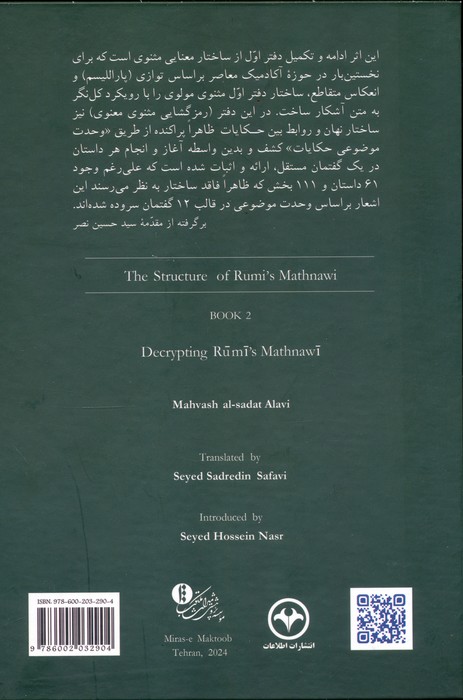 این اثر ادامه و تکمیل دفتر اوّل از ساختار معنایی مثنوی است که برای
نخستین‌بار در حوزهٔ آکادمیک معاصر براساس توازی (پاراللیسم) و
انعکاس متقاطع، ساختار دفتر اوّل مثنوی مولوی را با رویکرد کل‌نگر
به متن آشکار ساخت. در این دفتر (رمزگشایی مثنوی معنوی) نیز
ساختار نهان و روابط بین حکایات ظاهراً پراکنده از طریق «وحدت
موضوعی حکایات» کشف و بدین واسطه آغاز و انجام هر داستان
در یک گفتمان مستقل، ارائه و اثبات شده است که علی‌رغم وجود
۶۱ داستان و ۱۱۱ بخش که ظاهراً فاقد ساختار به نظر می‌رسند این
اشعار براساس وحدت موضوعی در قالب ۱۲ گفتمان سروده شده‌اند.
برگرفته از مقدّمهٔ سید حسین نصر
The Structure of Rumi's Mathnawi
BOOK 2
Decrypting Rūmī's Mathnawī
Mahvash al-sadat Alavi
Translated by
Seyed Sadredin Safavi
Introduced by
Seyed Hossein Nasr
ISBN: 978-600-203-290-4
9 786002 032904
Miras-e Maktoob
Tehran, 2024
انتشارات اطلاعات